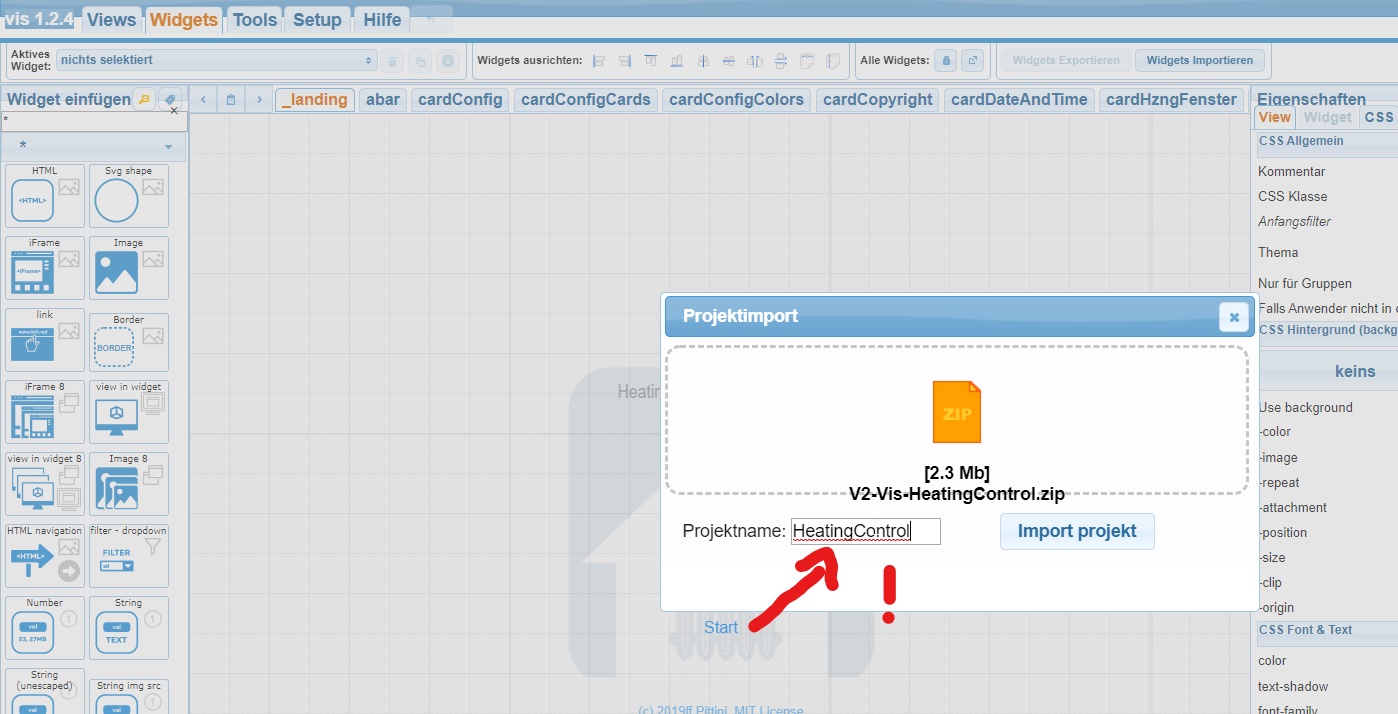 vis 1.2.4 Views Widgets Tools Setup Hilfe
Aktives Widget: nichts selektiert
Widgets ausrichten:
Alle Widgets:
Widgets Exportieren Widgets Importieren
Widget einfügen
*
*
_landing abar cardConfig cardConfigCards cardConfigColors cardCopyright cardDateAndTime cardHzngFenster
HTML
<HTML>
Svg shape
iFrame
<iFrame>
Image
link
www.link.net
Border
BORDER
iFrame 8
view in widget
view in widget 8
Image 8
HTML navigation
<HTML>
filter - dropdown
FILTER
all
Number
val
53, 27MB
String
val
TEXT
String
(unescaped)
val
String img src
val
Heatin
Projektimport
ZIP
[2.3 Mb]
V2-Vis-HeatingControl.zip
Projektname: HeatingControl
Import projekt
!
Start
(c) 2019ff Pittini, MIT License
Eigenschaften
View Widget CSS
CSS Allgemein
Kommentar
CSS Klasse
Anfangsfilter
Thema
Nur für Gruppen
Falls Anwender nicht in
CSS Hintergrund (backg
keins
Use background
-color
-image
-repeat
-attachment
-position
-size
-clip
-origin
CSS Font & Text
color
text-shadow
font-family